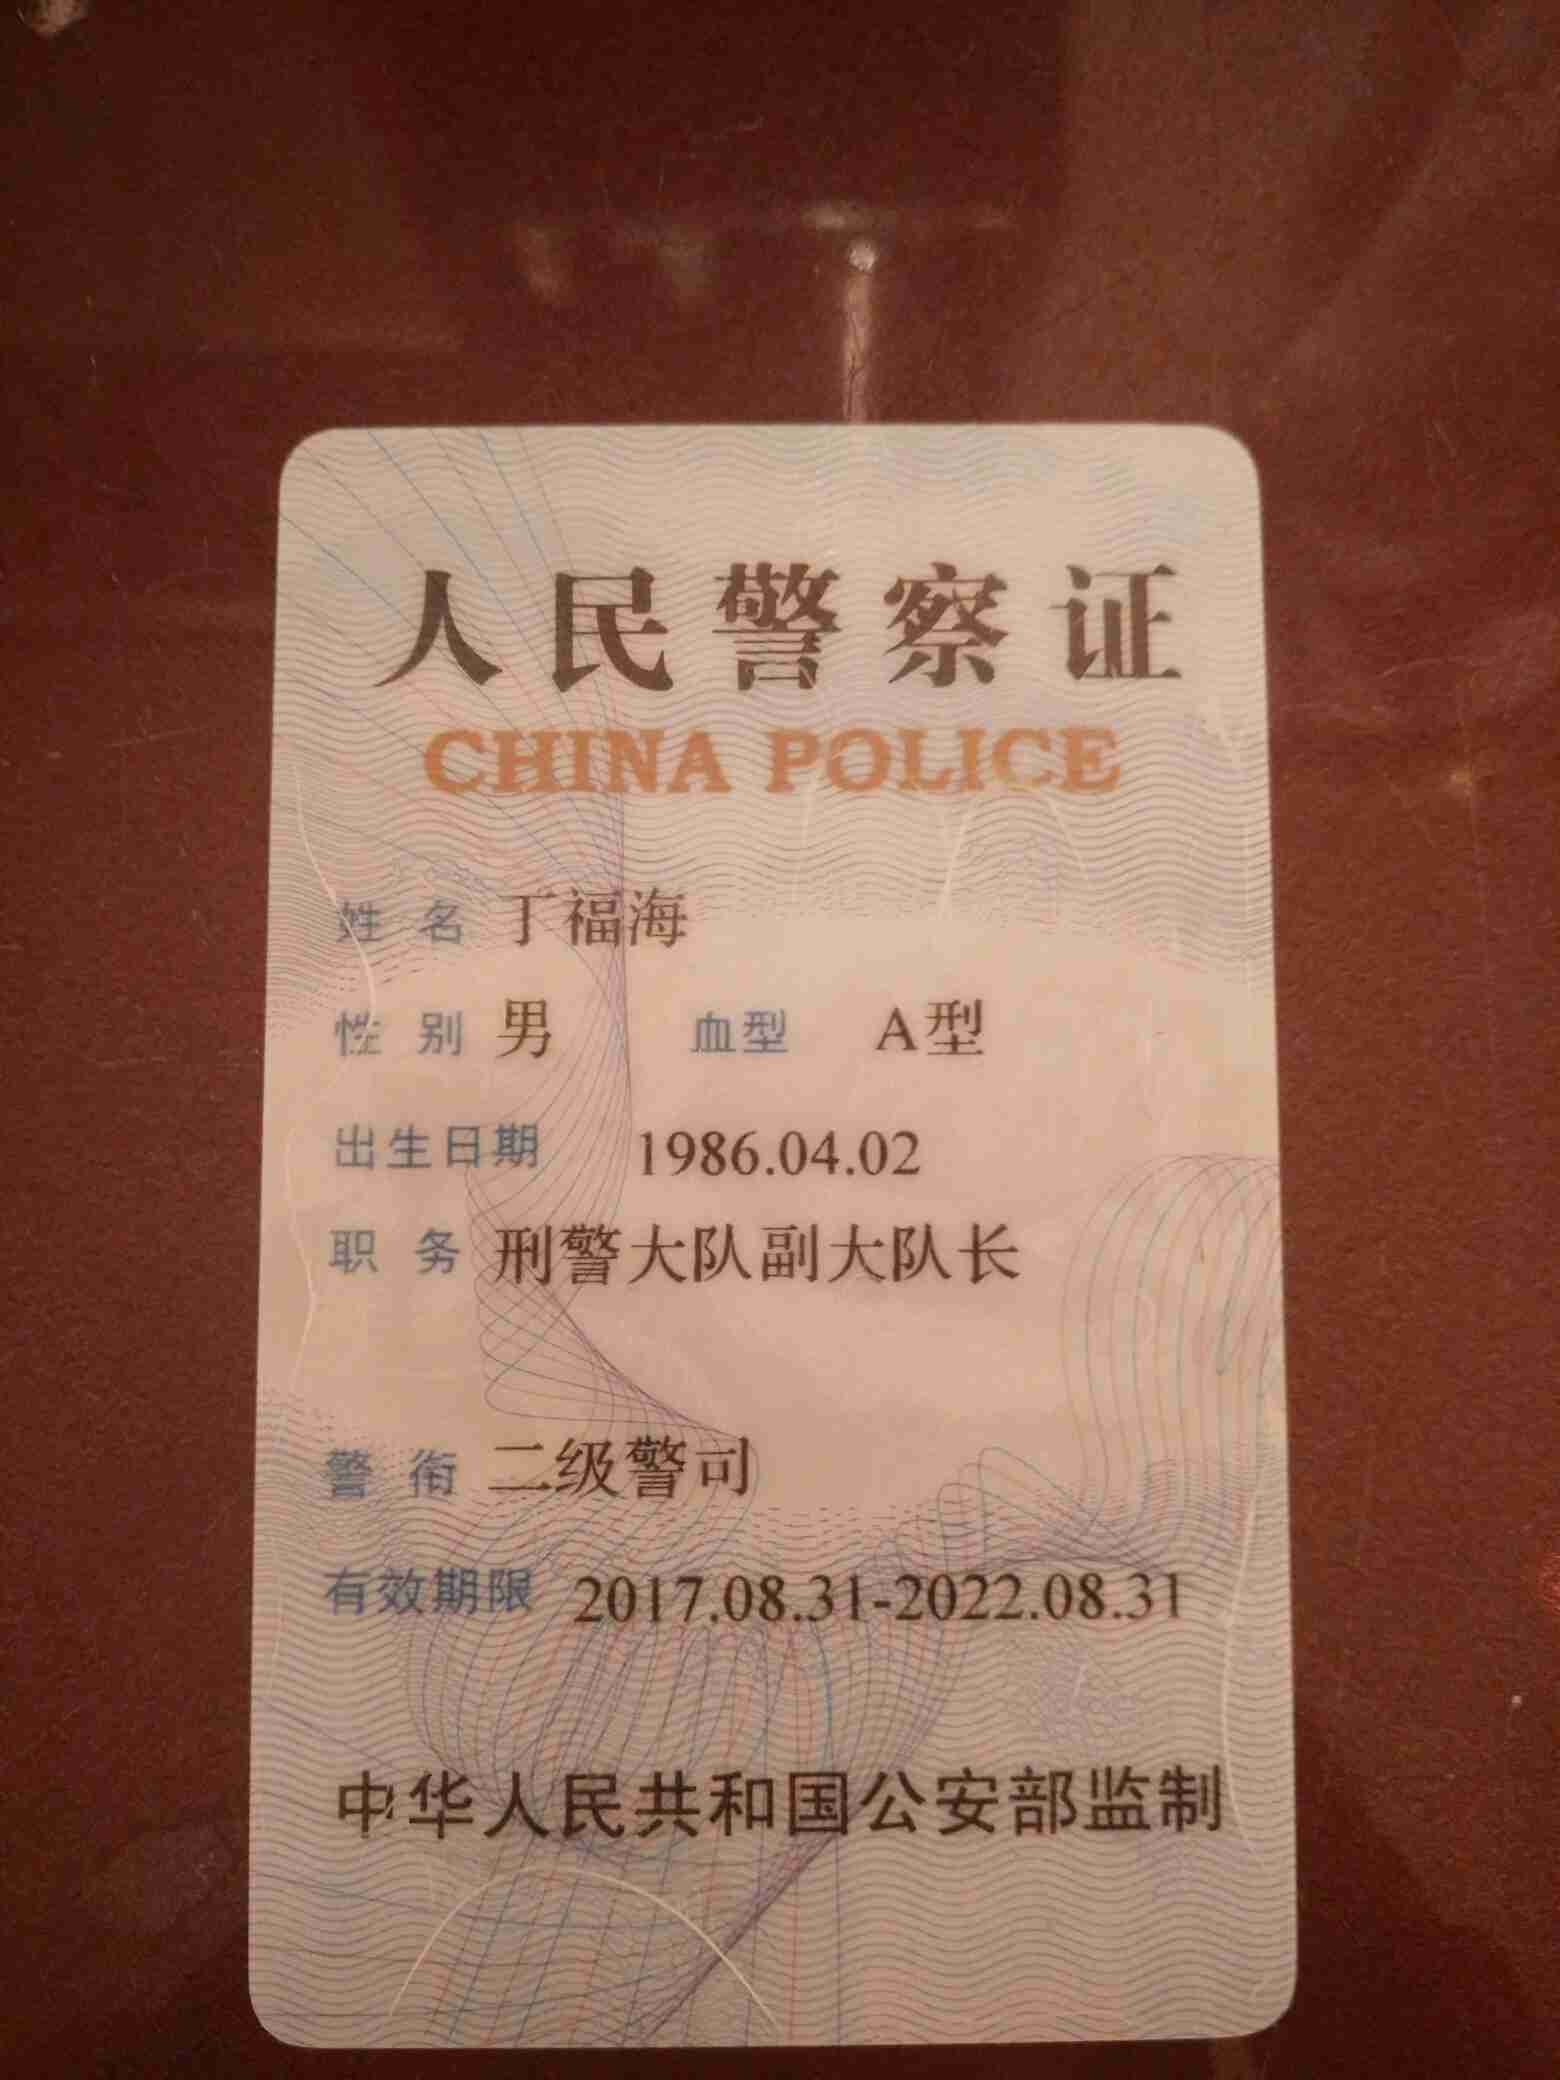 人民警察证
CHINA POLICE
姓 名 丁福海
性 别 男 血型 A型
出生日期 1986.04.02
职 务 刑警大队副大队长
警 衔 二级警司
有效期限 2017.08.31-2022.08.31
中华人民共和国公安部监制